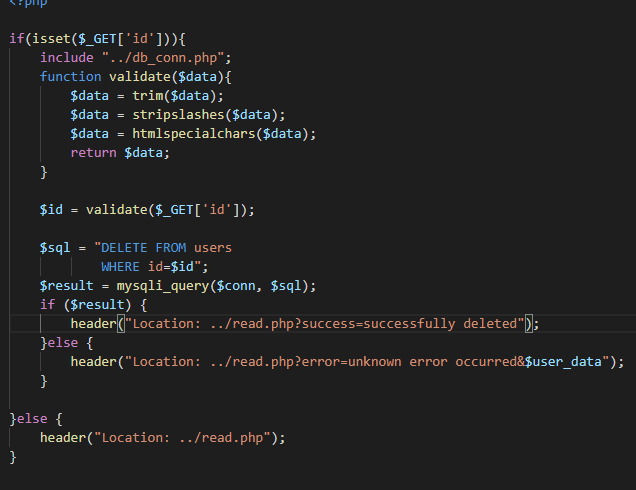 <?php
if(isset($_GET['id'])){
include "../db_conn.php";
function validate($data){
$data = trim($data);
$data = stripslashes($data);
$data = htmlspecialchars($data);
return $data;
}
$id = validate($_GET['id']);
$sql = "DELETE FROM users
WHERE id=$id";
$result = mysqli_query($conn, $sql);
if ($result) {
header("Location: ../read.php?success=successfully deleted");
}else {
header("Location: ../read.php?error=unknown error occurred&$user_data");
}
}else {
header("Location: ../read.php");
}